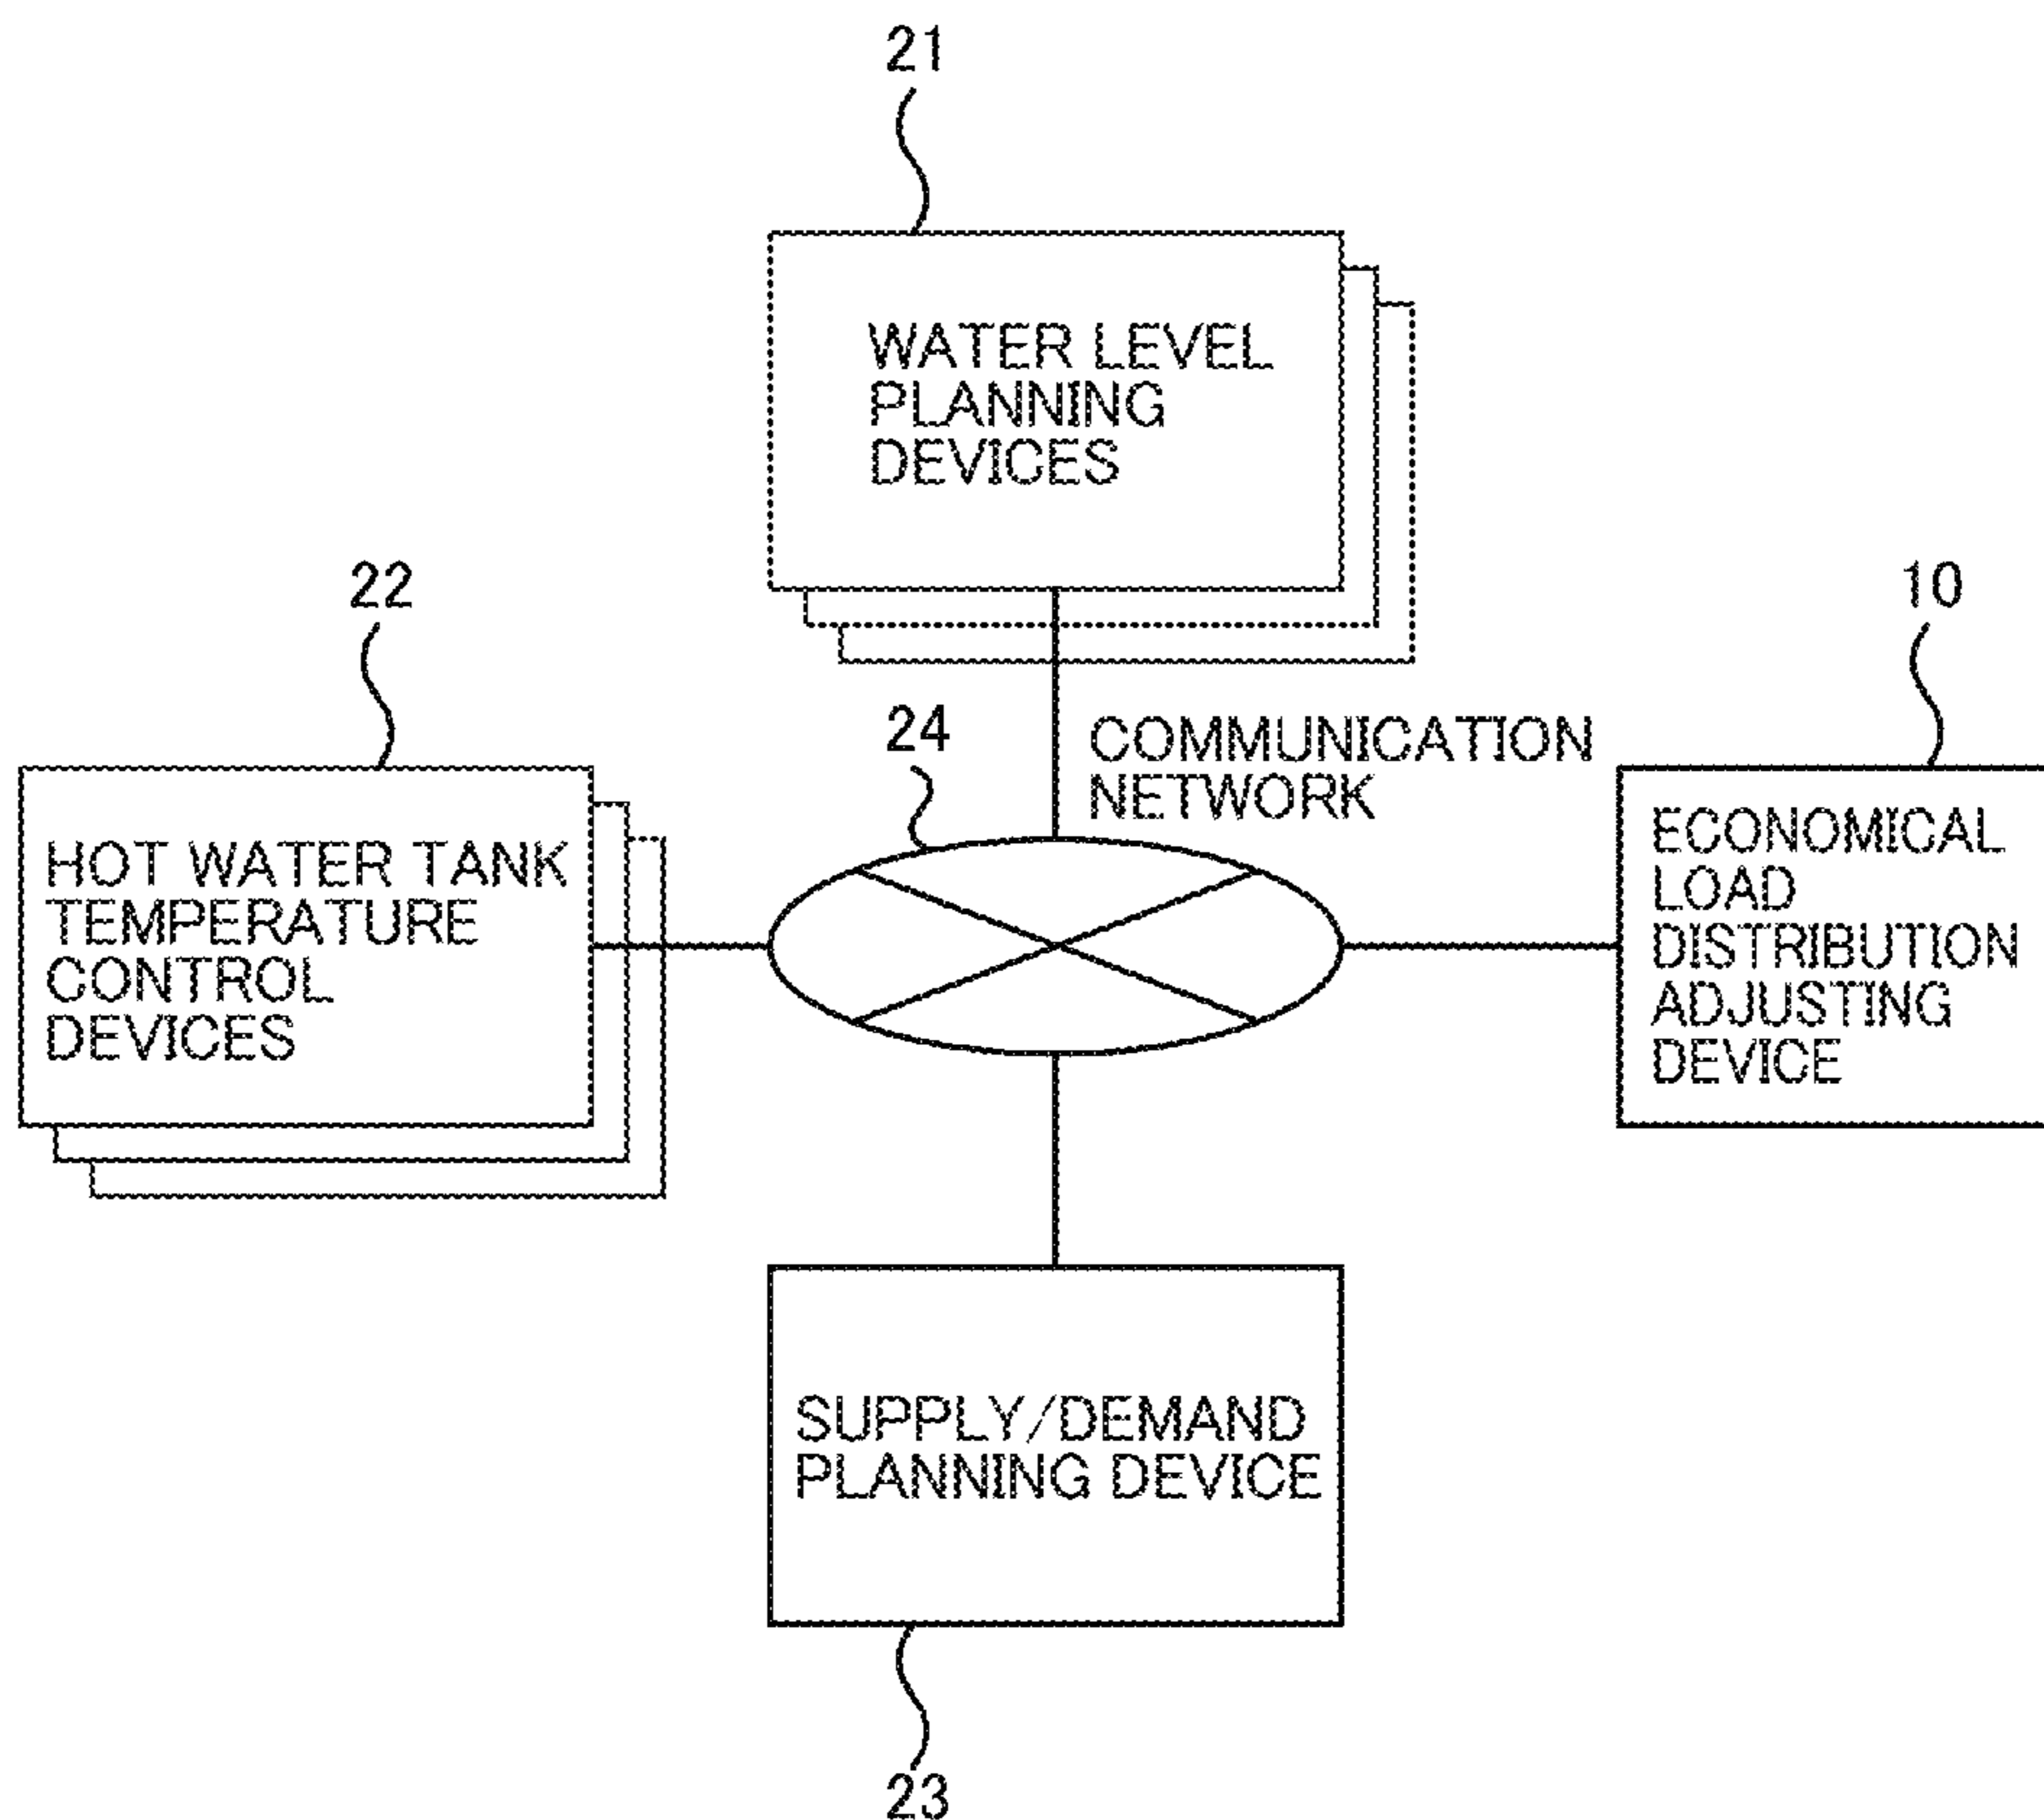 21
WATER LEVEL
PLANNING
DEVICES
22
10
24
COMMUNICATION
NETWORK
HOT WATER TANK
TEMPERATURE
CONTROL
DEVICES
ECONOMICAL
LOAD
DISTRIBUTION
ADJUSTING
DEVICE
SUPPLY/DEMAND
PLANNING DEVICE
23